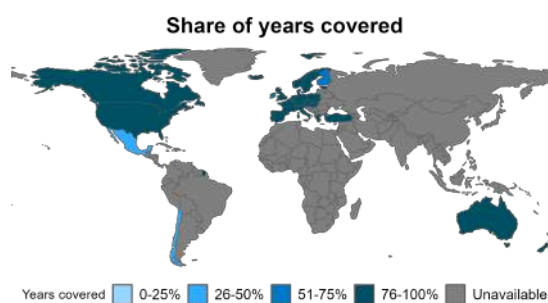 Share of years covered
Years covered 0-25% 26-50% 51-75% 76-100% Unavailable